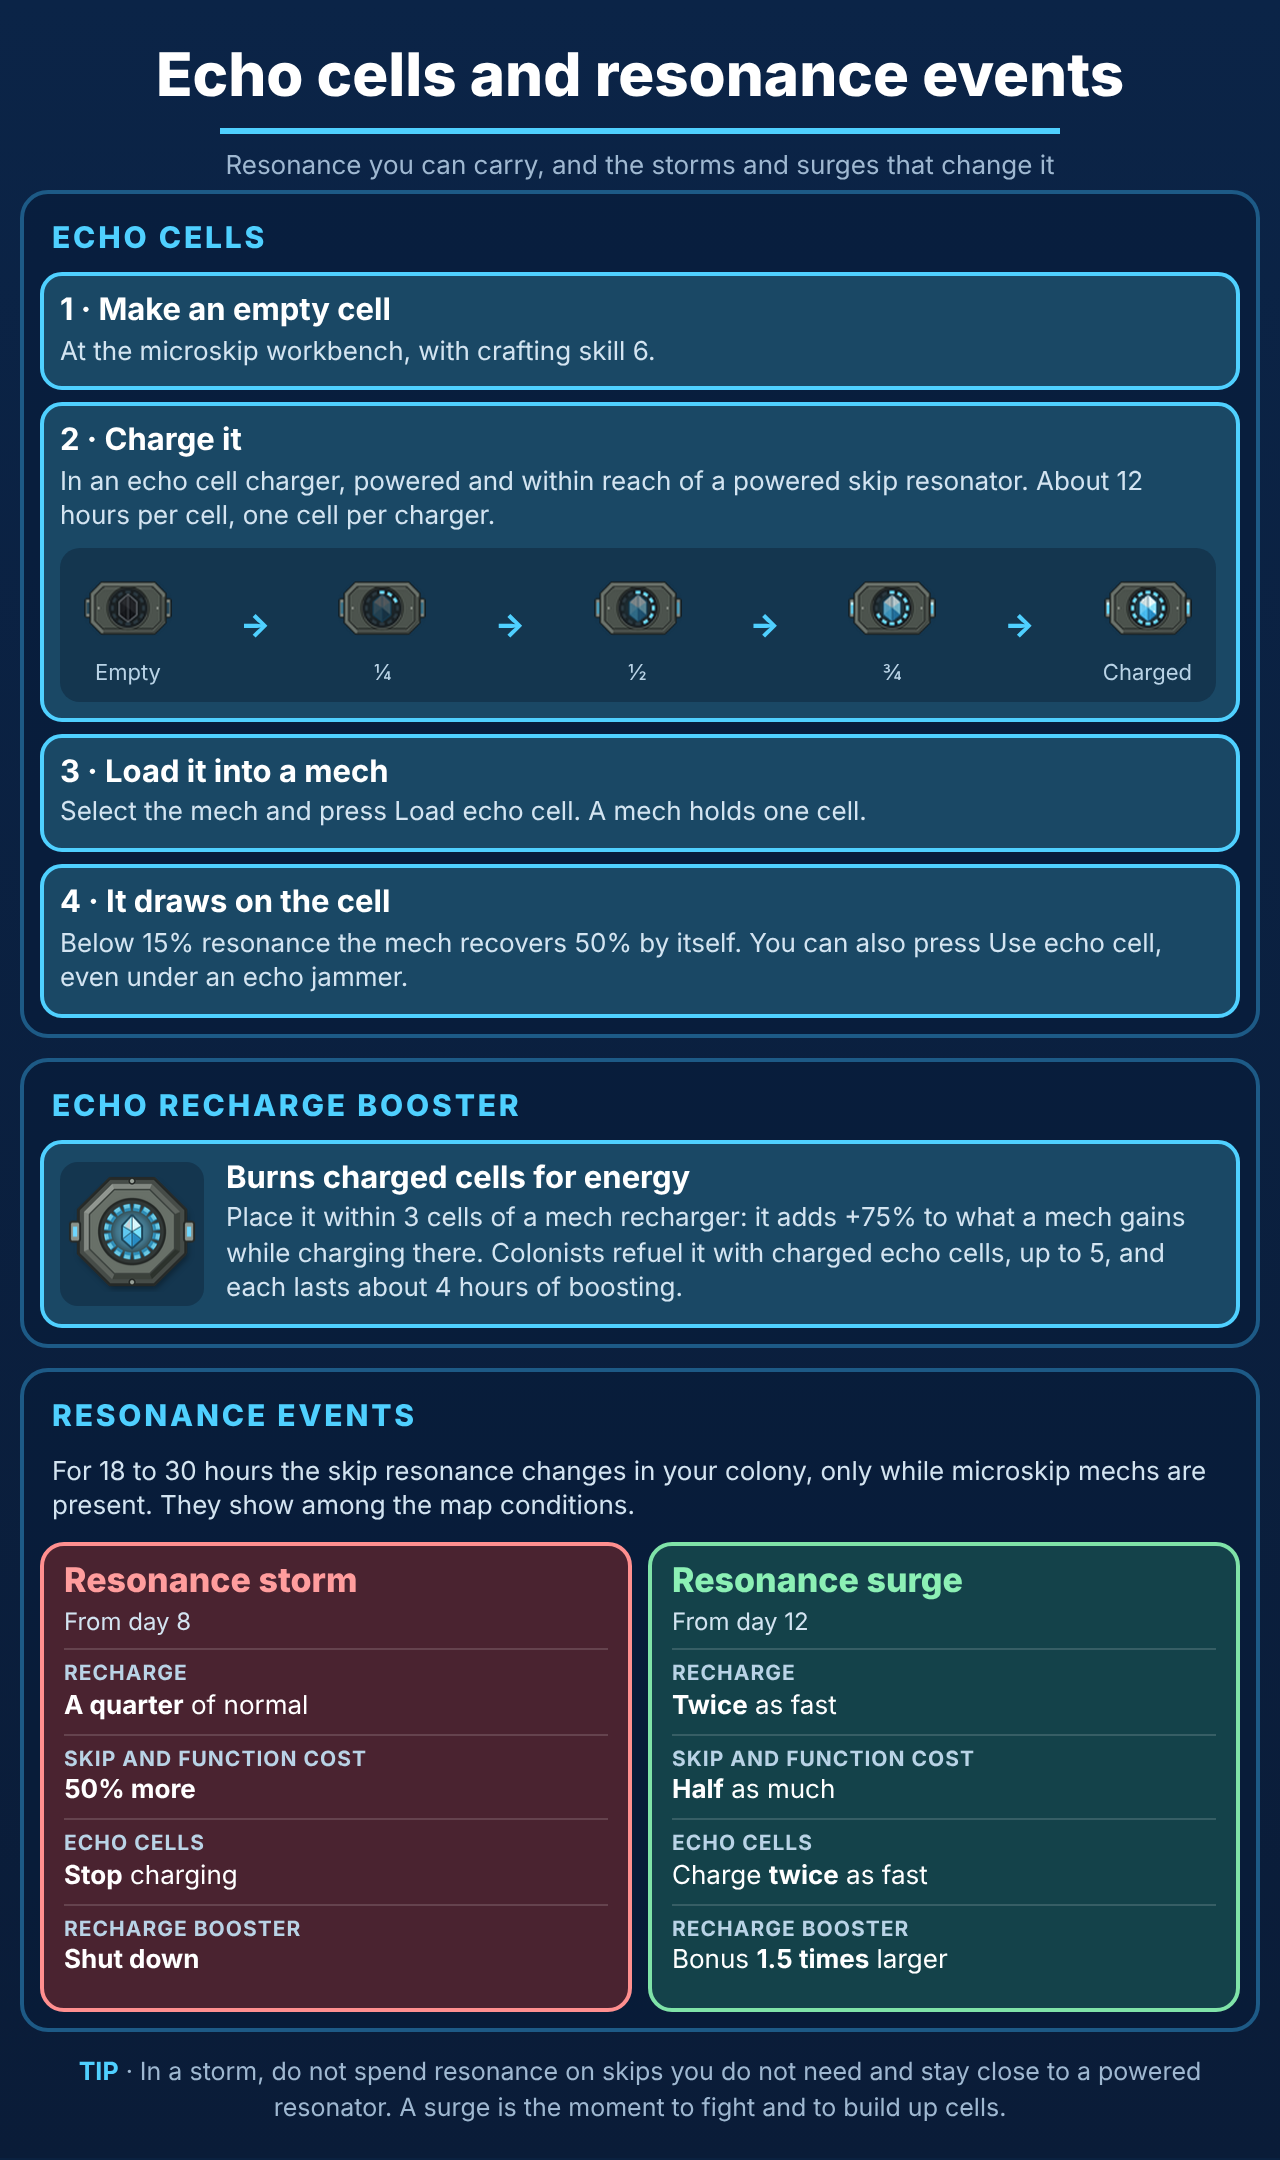 Echo cells and resonance events
Resonance you can carry, and the storms and surges that change it
ECHO CELLS
1 · Make an empty cell
At the microskip workbench, with crafting skill 6.
2 · Charge it
In an echo cell charger, powered and within reach of a powered skip resonator. About 12
hours per cell, one cell per charger.
→ → → →
Empty ¼ ½ ¾ Charged
3 · Load it into a mech
Select the mech and press Load echo cell. A mech holds one cell.
4 · It draws on the cell
Below 15% resonance the mech recovers 50% by itself. You can also press Use echo cell,
even under an echo jammer.
ECHO RECHARGE BOOSTER
Burns charged cells for energy
Place it within 3 cells of a mech recharger: it adds +75% to what a mech gains
while charging there. Colonists refuel it with charged echo cells, up to 5, and
each lasts about 4 hours of boosting.
RESONANCE EVENTS
For 18 to 30 hours the skip resonance changes in your colony, only while microskip mechs are
present. They show among the map conditions.
Resonance storm
From day 8
RECHARGE
A quarter of normal
SKIP AND FUNCTION COST
50% more
ECHO CELLS
Stop charging
RECHARGE BOOSTER
Shut down
Resonance surge
From day 12
RECHARGE
Twice as fast
SKIP AND FUNCTION COST
Half as much
ECHO CELLS
Charge twice as fast
RECHARGE BOOSTER
Bonus 1.5 times larger
TIP · In a storm, do not spend resonance on skips you do not need and stay close to a powered
resonator. A surge is the moment to fight and to build up cells.